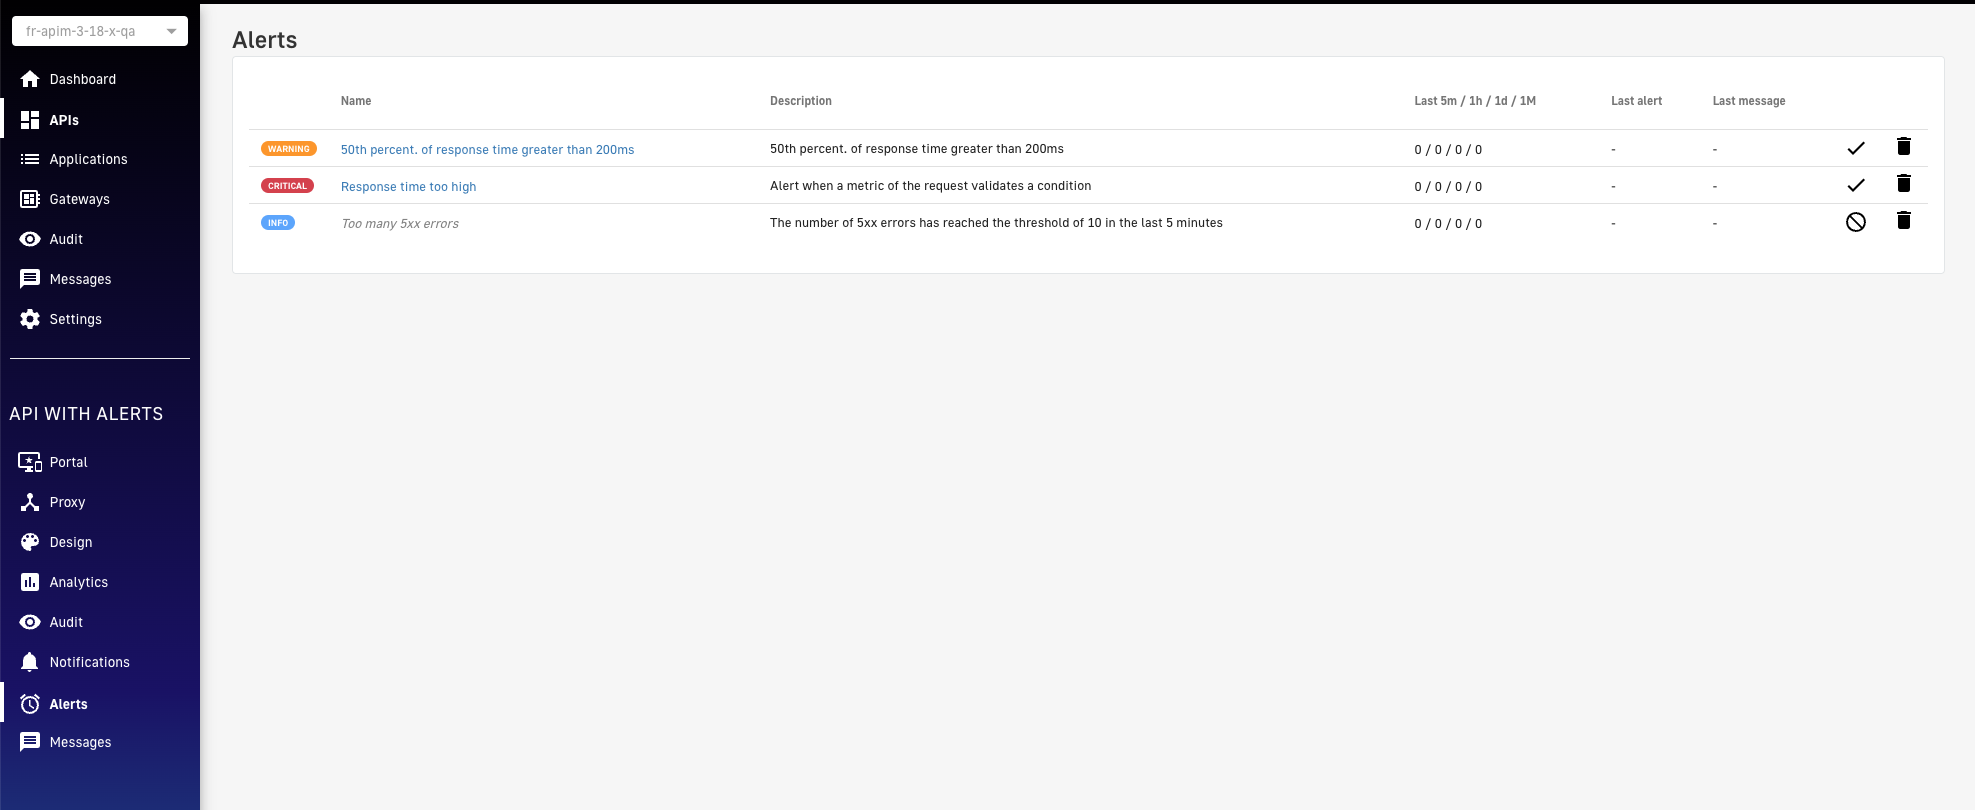 fr-apim-3-18-x-qa
Dashboard
APIs
Applications
Gateways
Audit
Messages
Settings
API WITH ALERTS
Portal
Proxy
Design
Analytics
Audit
Notifications
Alerts
Messages
Alerts
Name Description Last 5m / 1h / 1d / 1M Last alert Last message
WARNING 50th percent. of response time greater than 200ms 50th percent. of response time greater than 200ms 0 / 0 / 0 / 0 - -
CRITICAL Response time too high Alert when a metric of the request validates a condition 0 / 0 / 0 / 0 - -
INFO Too many 5xx errors The number of 5xx errors has reached the threshold of 10 in the last 5 minutes 0 / 0 / 0 / 0 - -